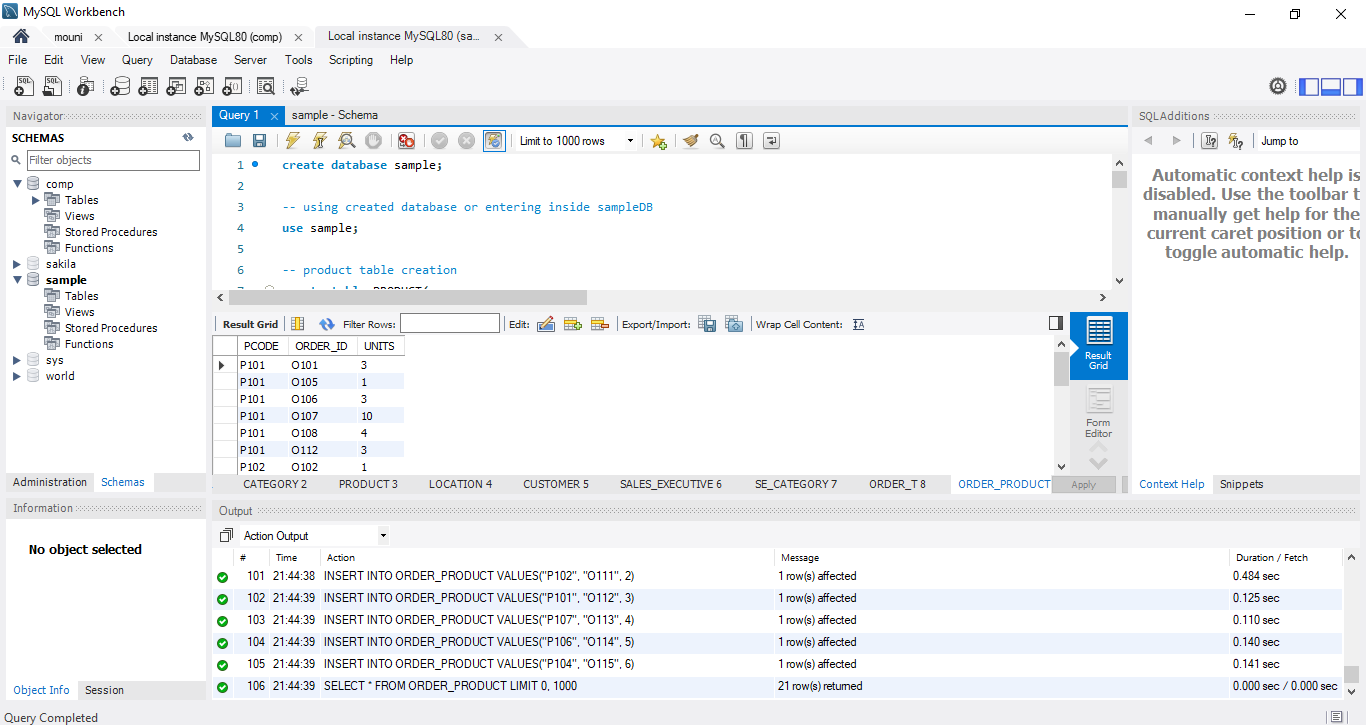 MySQL Workbench
mouni
Local instance MySQL80 (comp)
Local instance MySQL80 (sa...
File Edit View Query Database Server Tools Scripting Help
Navigator
SCHEMAS
Filter objects
comp
Tables
Views
Stored Procedures
Functions
sakila
sample
Tables
Views
Stored Procedures
Functions
sys
world
Administration Schemas
Information
No object selected
Object Info Session
Query 1
sample - Schema
Limit to 1000 rows
1 create database sample;
2
3 -- using created database or entering inside sampleDB
4 use sample;
5
6 -- product table creation
Result Grid Filter Rows: Edit: Export/Import: Wrap Cell Content:
PCODE ORDER_ID UNITS
P101 O101 3
P101 O105 1
P101 O106 3
P101 O107 10
P101 O108 4
P101 O112 3
P102 O102 1
Result
Grid
Form
Editor
CATEGORY 2 PRODUCT 3 LOCATION 4 CUSTOMER 5 SALES_EXECUTIVE 6 SE_CATEGORY 7 ORDER_T 8 ORDER_PRODUCT
Apply
SQLAdditions
Jump to
Automatic context help is
disabled. Use the toolbar t
manually get help for the
current caret position or to
toggle automatic help.
Context Help Snippets
Output
Action Output
# Time Action Message Duration / Fetch
101 21:44:38 INSERT INTO ORDER_PRODUCT VALUES("P102", "O111", 2) 1 row(s) affected 0.484 sec
102 21:44:39 INSERT INTO ORDER_PRODUCT VALUES("P101", "O112", 3) 1 row(s) affected 0.125 sec
103 21:44:39 INSERT INTO ORDER_PRODUCT VALUES("P107", "O113", 4) 1 row(s) affected 0.110 sec
104 21:44:39 INSERT INTO ORDER_PRODUCT VALUES("P106", "O114", 5) 1 row(s) affected 0.140 sec
105 21:44:39 INSERT INTO ORDER_PRODUCT VALUES("P104", "O115", 6) 1 row(s) affected 0.141 sec
106 21:44:39 SELECT * FROM ORDER_PRODUCT LIMIT 0, 1000 21 row(s) returned 0.000 sec / 0.000 sec
Query Completed